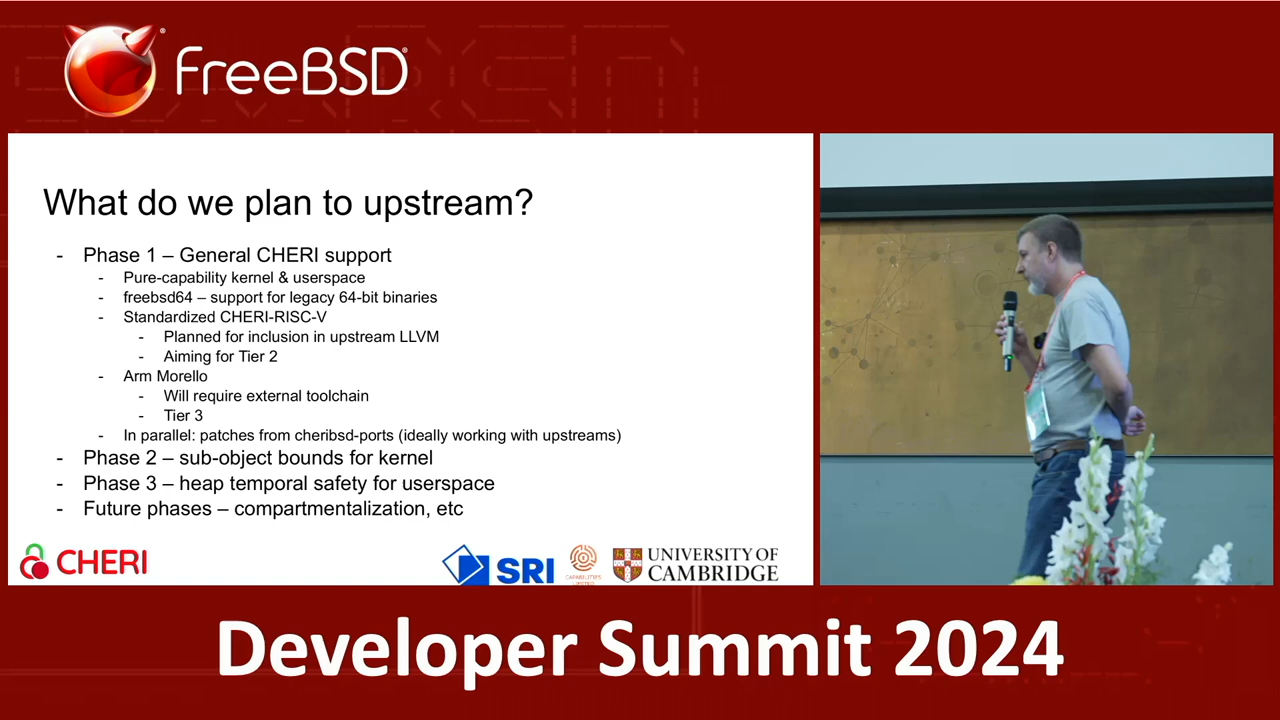 FreeBSD®
What do we plan to upstream?
- Phase 1 – General CHERI support
- Pure-capability kernel & userspace
- freebsd64 – support for legacy 64-bit binaries
- Standardized CHERI-RISC-V
- Planned for inclusion in upstream LLVM
- Aiming for Tier 2
- Arm Morello
- Will require external toolchain
- Tier 3
- In parallel: patches from cheribsd-ports (ideally working with upstreams)
- Phase 2 – sub-object bounds for kernel
- Phase 3 – heap temporal safety for userspace
- Future phases – compartmentalization, etc
CHERI
SRI
CAPABILITIES
LIMITED
UNIVERSITY OF
CAMBRIDGE
Developer Summit 2024